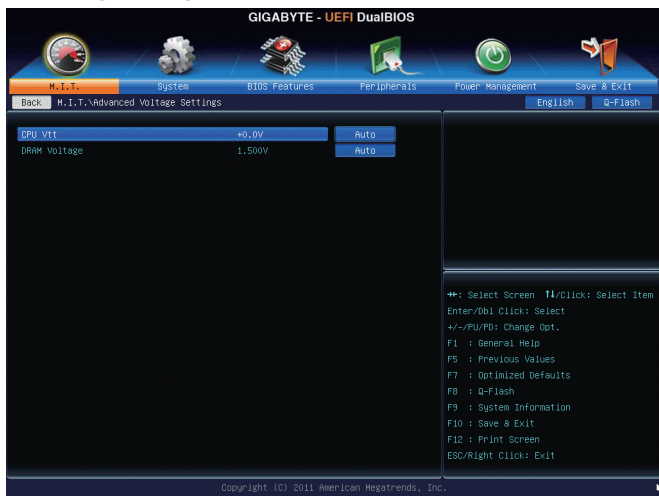 GIGABYTE - UEFI DualBIOS
M.I.T. System BIOS Features Peripherals Power Management Save & Exit
Back M.I.T.\Advanced Voltage Settings English Q-Flash
CPU Vtt +0.0V Auto
DRAM Voltage 1.500V Auto
→←: Select Screen ↑↓/Click: Select Item
Enter/Dbl Click: Select
+/-/PU/PD: Change Opt.
F1 : General Help
F5 : Previous Values
F7 : Optimized Defaults
F8 : Q-Flash
F9 : System Information
F10 : Save & Exit
F12 : Print Screen
ESC/Right Click: Exit
Copyright (C) 2011 American Megatrends, Inc.